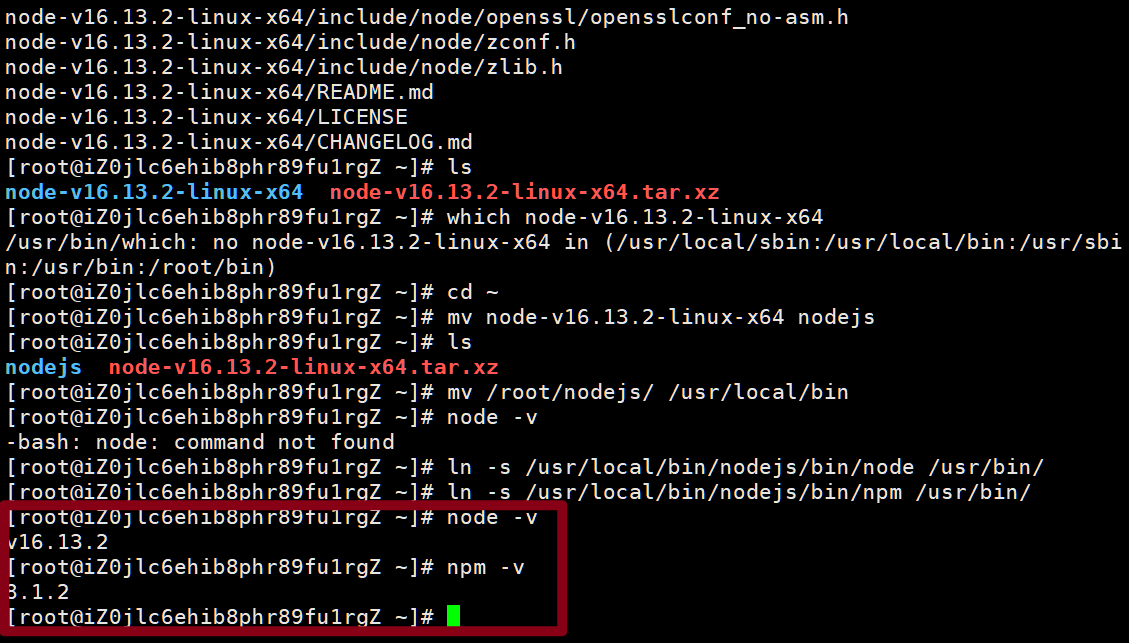 node-v16.13.2-linux-x64/include/node/openssl/opensslconf_no-asm.h
node-v16.13.2-linux-x64/include/node/zconf.h
node-v16.13.2-linux-x64/include/node/zlib.h
node-v16.13.2-linux-x64/README.md
node-v16.13.2-linux-x64/LICENSE
node-v16.13.2-linux-x64/CHANGELOG.md
[root@iZ0jlc6ehib8phr89fu1rgZ ~]# ls
node-v16.13.2-linux-x64  node-v16.13.2-linux-x64.tar.xz
[root@iZ0jlc6ehib8phr89fu1rgZ ~]# which node-v16.13.2-linux-x64
/usr/bin/which: no node-v16.13.2-linux-x64 in (/usr/local/sbin:/usr/local/bin:/usr/sbi
n:/usr/bin:/root/bin)
[root@iZ0jlc6ehib8phr89fu1rgZ ~]# cd ~
[root@iZ0jlc6ehib8phr89fu1rgZ ~]# mv node-v16.13.2-linux-x64 nodejs
[root@iZ0jlc6ehib8phr89fu1rgZ ~]# ls
nodejs  node-v16.13.2-linux-x64.tar.xz
[root@iZ0jlc6ehib8phr89fu1rgZ ~]# mv /root/nodejs/ /usr/local/bin
[root@iZ0jlc6ehib8phr89fu1rgZ ~]# node -v
-bash: node: command not found
[root@iZ0jlc6ehib8phr89fu1rgZ ~]# ln -s /usr/local/bin/nodejs/bin/node /usr/bin/
[root@iZ0jlc6ehib8phr89fu1rgZ ~]# ln -s /usr/local/bin/nodejs/bin/npm /usr/bin/
[root@iZ0jlc6ehib8phr89fu1rgZ ~]# node -v
v16.13.2
[root@iZ0jlc6ehib8phr89fu1rgZ ~]# npm -v
8.1.2
[root@iZ0jlc6ehib8phr89fu1rgZ ~]#